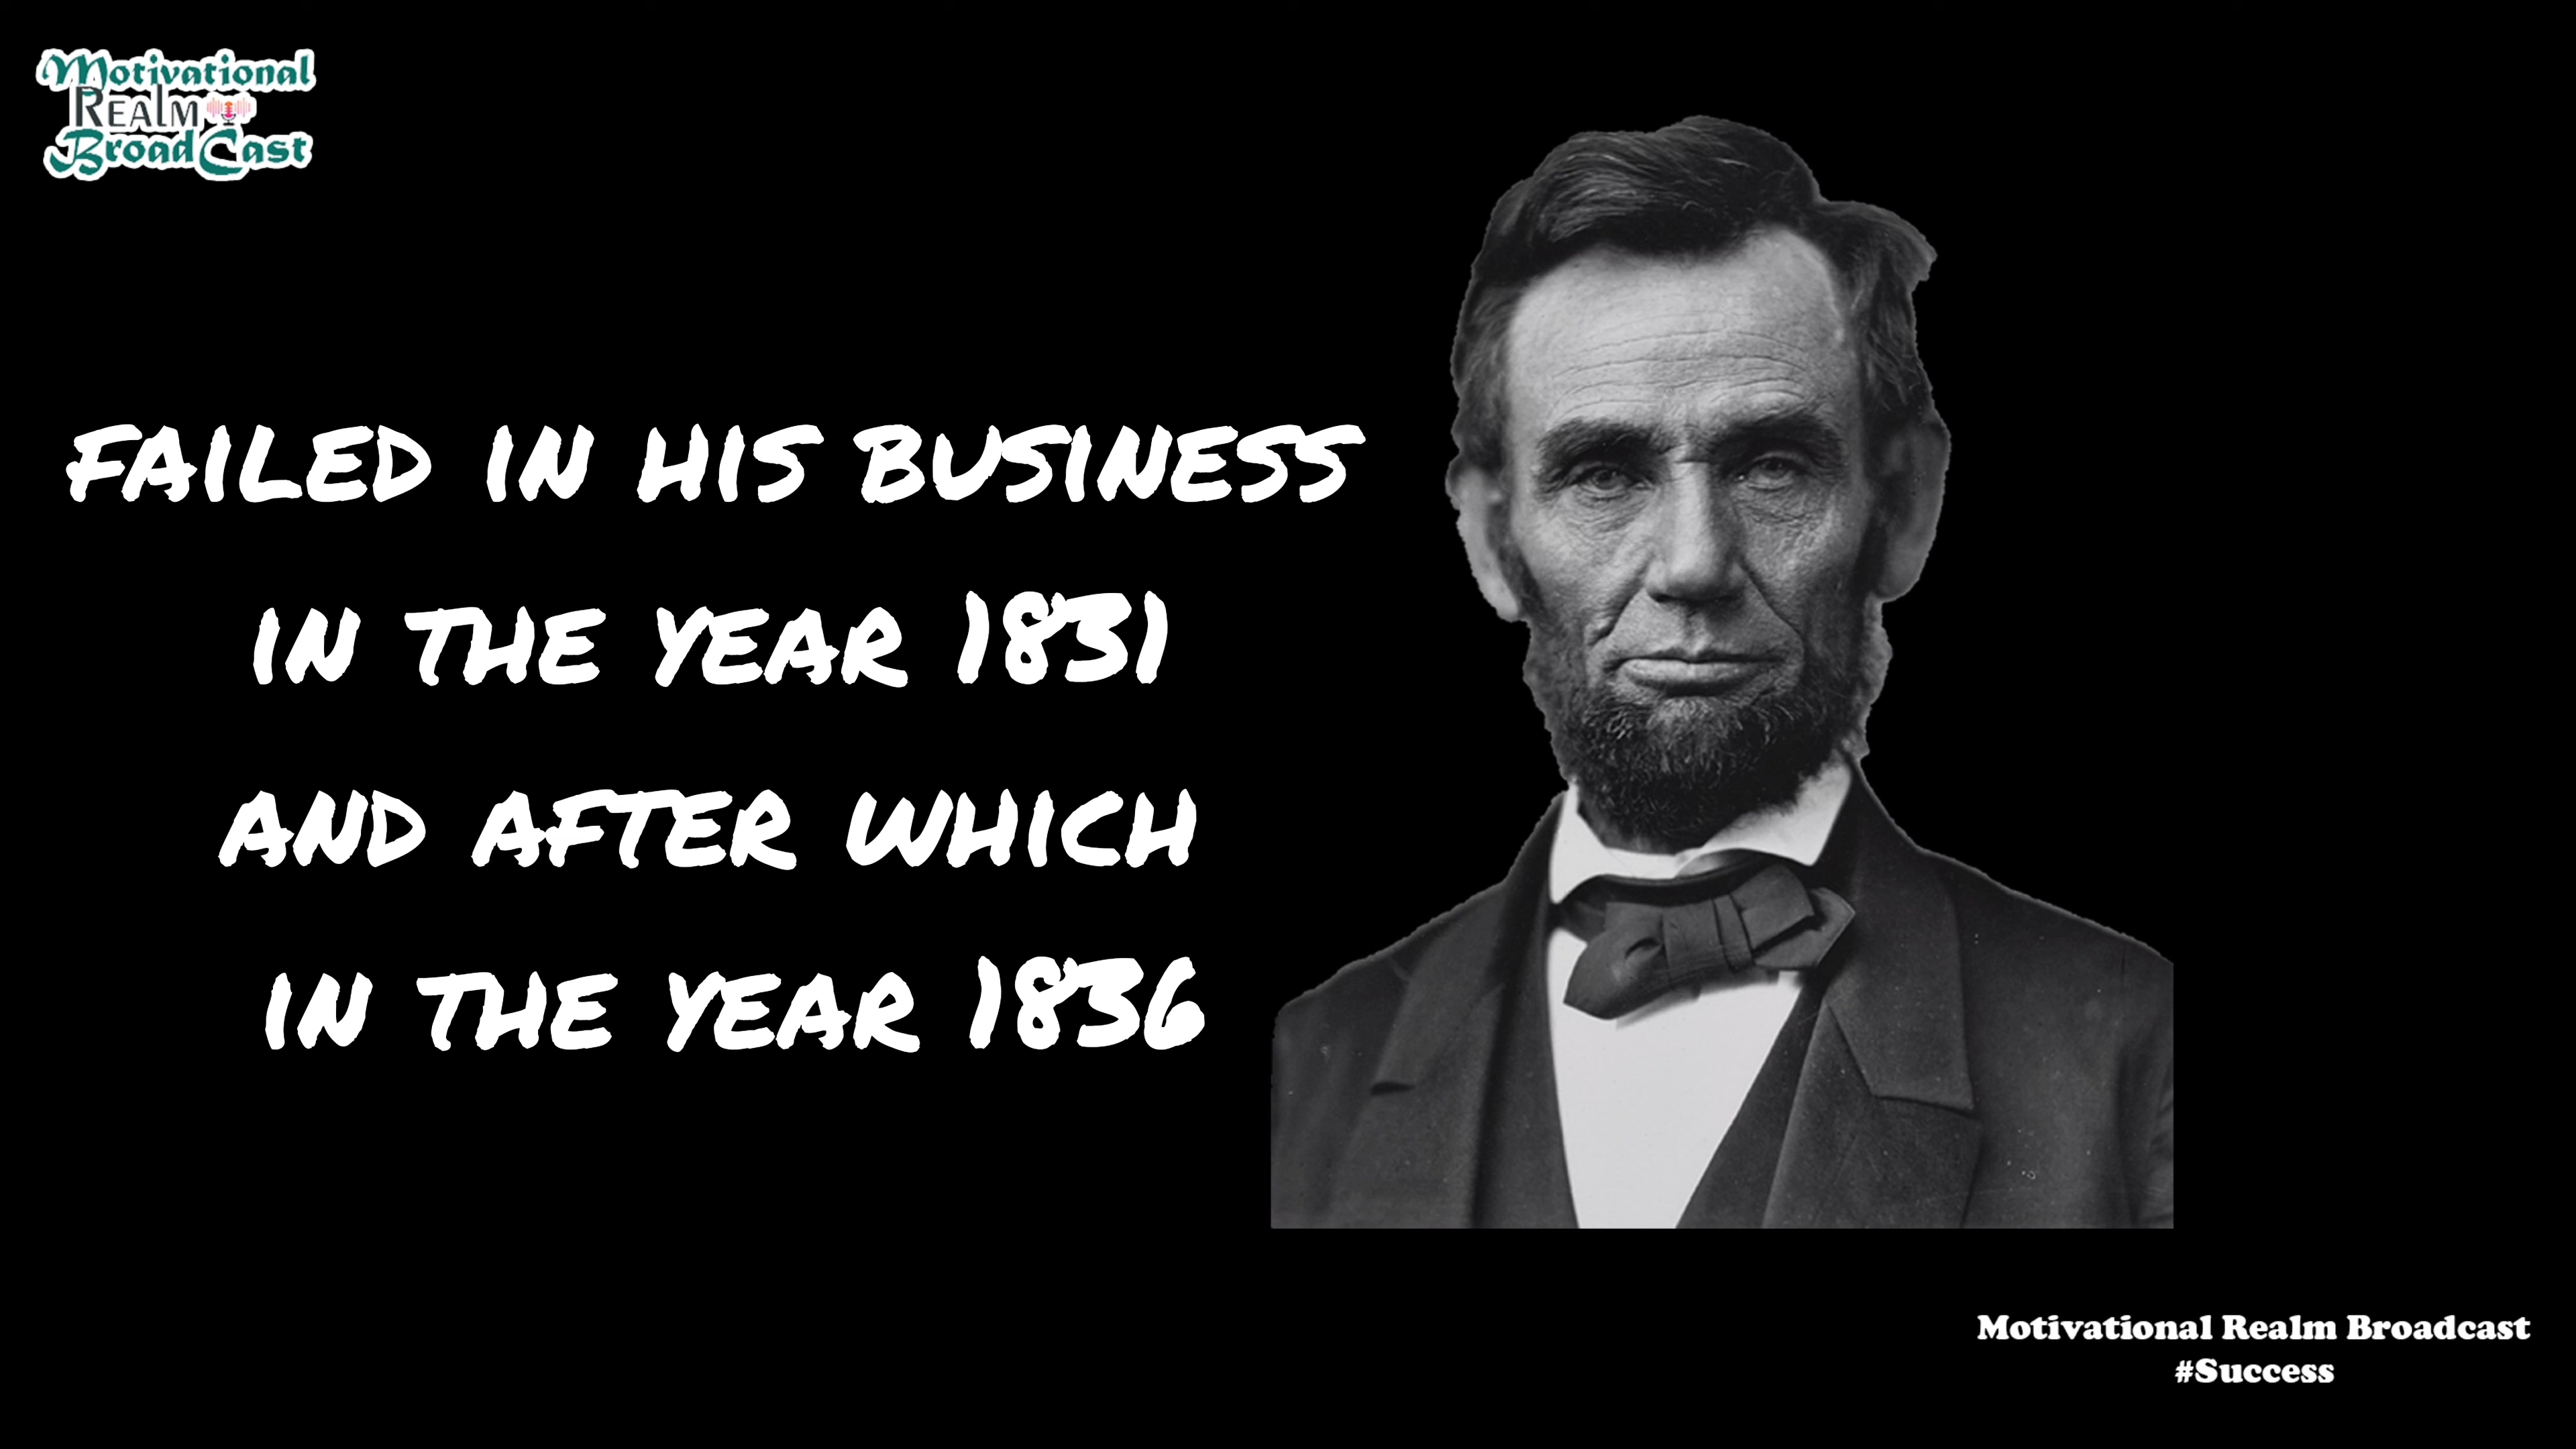 Motivational
Realm
BroadCast
FAILED IN HIS BUSINESS
IN THE YEAR 1831
AND AFTER WHICH
IN THE YEAR 1836
Motivational Realm Broadcast
#Success